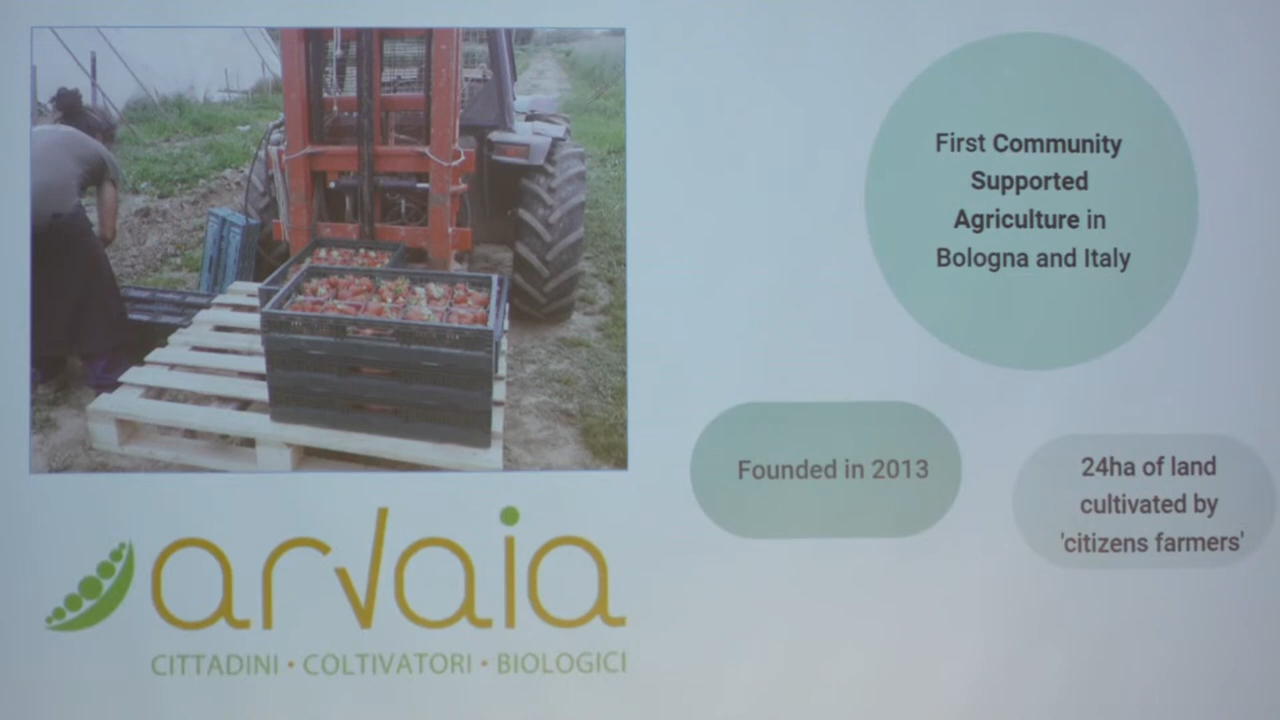 First Community
Supported
Agriculture in
Bologna and Italy
Founded in 2013
24ha of land
cultivated by
'citizens farmers'
arvaia
CITTADINI • COLTIVATORI • BIOLOGICI